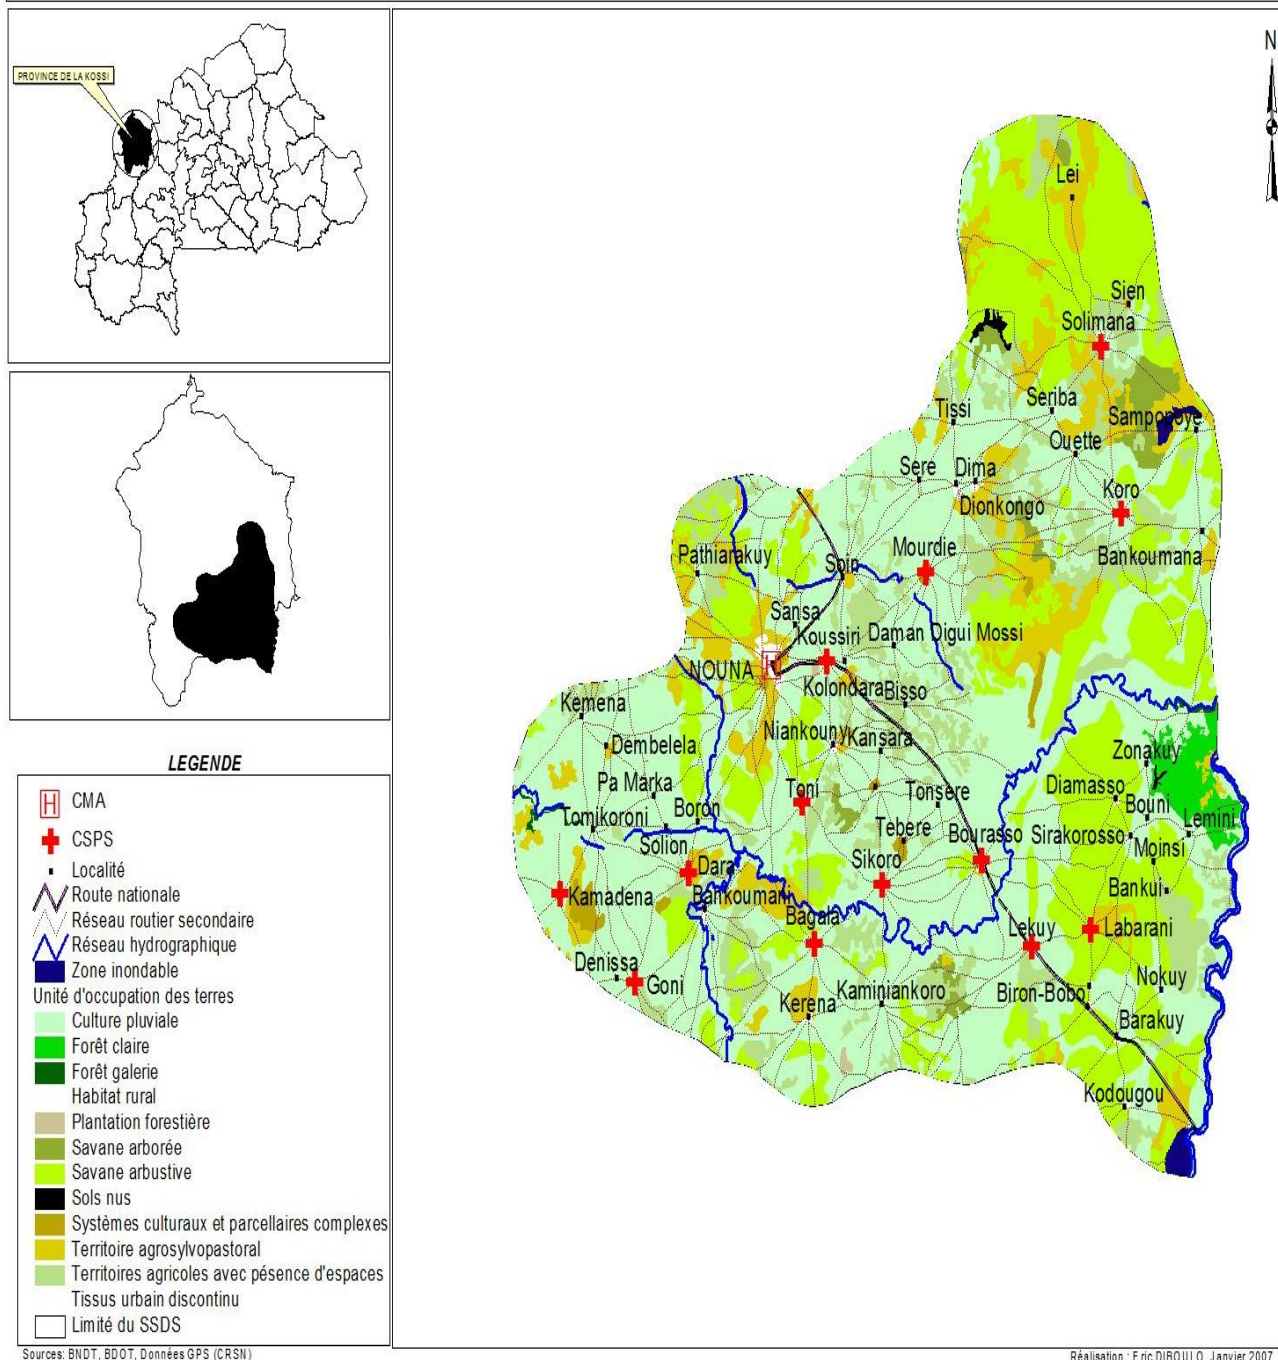 PROVINCE DE LA KOSSI
N
Lei
Sien
Solimana
Seriba
Tissi
Sampopoye
Ouette
Sere
Dima
Koro
Dionkongo
Mourdie
Bankoumana
Pathiarakuy
Soin
Sansa
Koussiri
Daman
Digui Mossi
NOUNA
Kolondara
Bisso
Kemena
Niankouny
Kansara
Dembelela
Zonakuy
Pa Marka
Toni
Tonsere
Diamasso
Bouni
Boron
Lemini
Tomikoroni
Tebere
Bourasso
Sirakorosso
Moinsi
Solion
Dara
Sikoro
Bankui
Kamadena
Bankoumani
Bagala
Lekuy
Labarani
Denissa
Goni
Kaminiankoro
Biron-Bobo
Nokuy
Kerena
Barakuy
Kodougou
LEGENDE
H CMA
CSPS
Localité
Route nationale
Réseau routier secondaire
Réseau hydrographique
Zone inondable
Unité d'occupation des terres
Culture pluviale
Forêt claire
Forêt galerie
Habitat rural
Plantation forestière
Savane arborée
Savane arbustive
Sols nus
Systèmes culturaux et parcellaires complexes
Territoire agrosylvopastoral
Territoires agricoles avec pésence d'espaces
Tissus urbain discontinu
Limité du SSDS
Sources: BNDT, BDOT, Données GPS (CRSN)
Réalisation : Eric DIBOULO, Janvier 2007